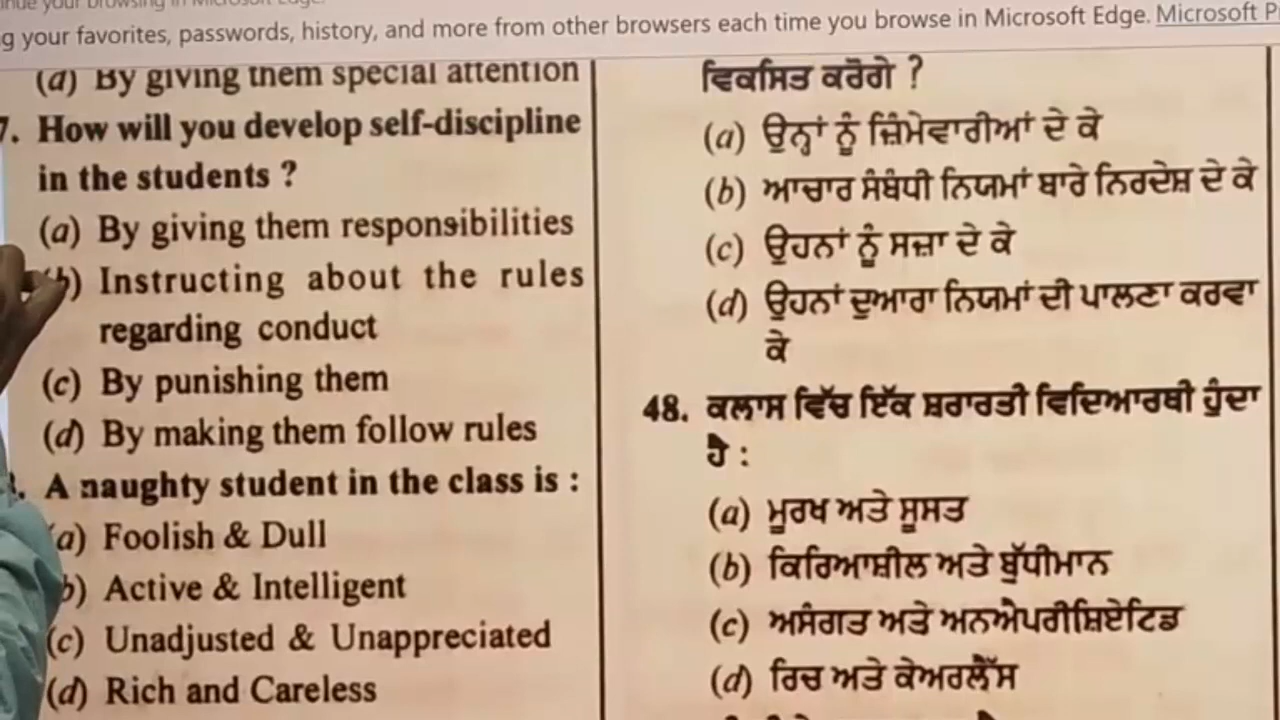 g your favorites, passwords, history, and more from other browsers each time you browse in Microsoft Edge. Microsoft
(d) By giving them special attention
7. How will you develop self-discipline
in the students ?
(a) By giving them responsibilities
(b) Instructing about the rules
regarding conduct
(c) By punishing them
(d) By making them follow rules
. A naughty student in the class is :
(a) Foolish & Dull
(b) Active & Intelligent
(c) Unadjusted & Unappreciated
(d) Rich and Careless
ਵਿਕਸਿਤ ਕਰੋਗੇ ?
(a) ਉਨ੍ਹਾਂ ਨੂੰ ਜ਼ਿੰਮੇਵਾਰੀਆਂ ਦੇ ਕੇ
(b) ਆਚਾਰ ਸੰਬੰਧੀ ਨਿਯਮਾਂ ਬਾਰੇ ਨਿਰਦੇਸ਼ ਦੇ ਕੇ
(c) ਉਹਨਾਂ ਨੂੰ ਸਜ਼ਾ ਦੇ ਕੇ
(d) ਉਹਨਾਂ ਦੁਆਰਾ ਨਿਯਮਾਂ ਦੀ ਪਾਲਣਾ ਕਰਵਾ
ਕੇ
48. ਕਲਾਸ ਵਿੱਚ ਇੱਕ ਸ਼ਰਾਰਤੀ ਵਿਦਿਆਰਥੀ ਹੁੰਦਾ
ਹੈ :
(a) ਮੂਰਖ ਅਤੇ ਸੂਸਤ
(b) ਕਿਰਿਆਸ਼ੀਲ ਅਤੇ ਬੁੱਧੀਮਾਨ
(c) ਅਸੰਗਤ ਅਤੇ ਅਨਐਪਰੀਸ਼ਿਏਟਿਡ
(d) ਰਿਚ ਅਤੇ ਕੇਅਰਲੈੱਸ